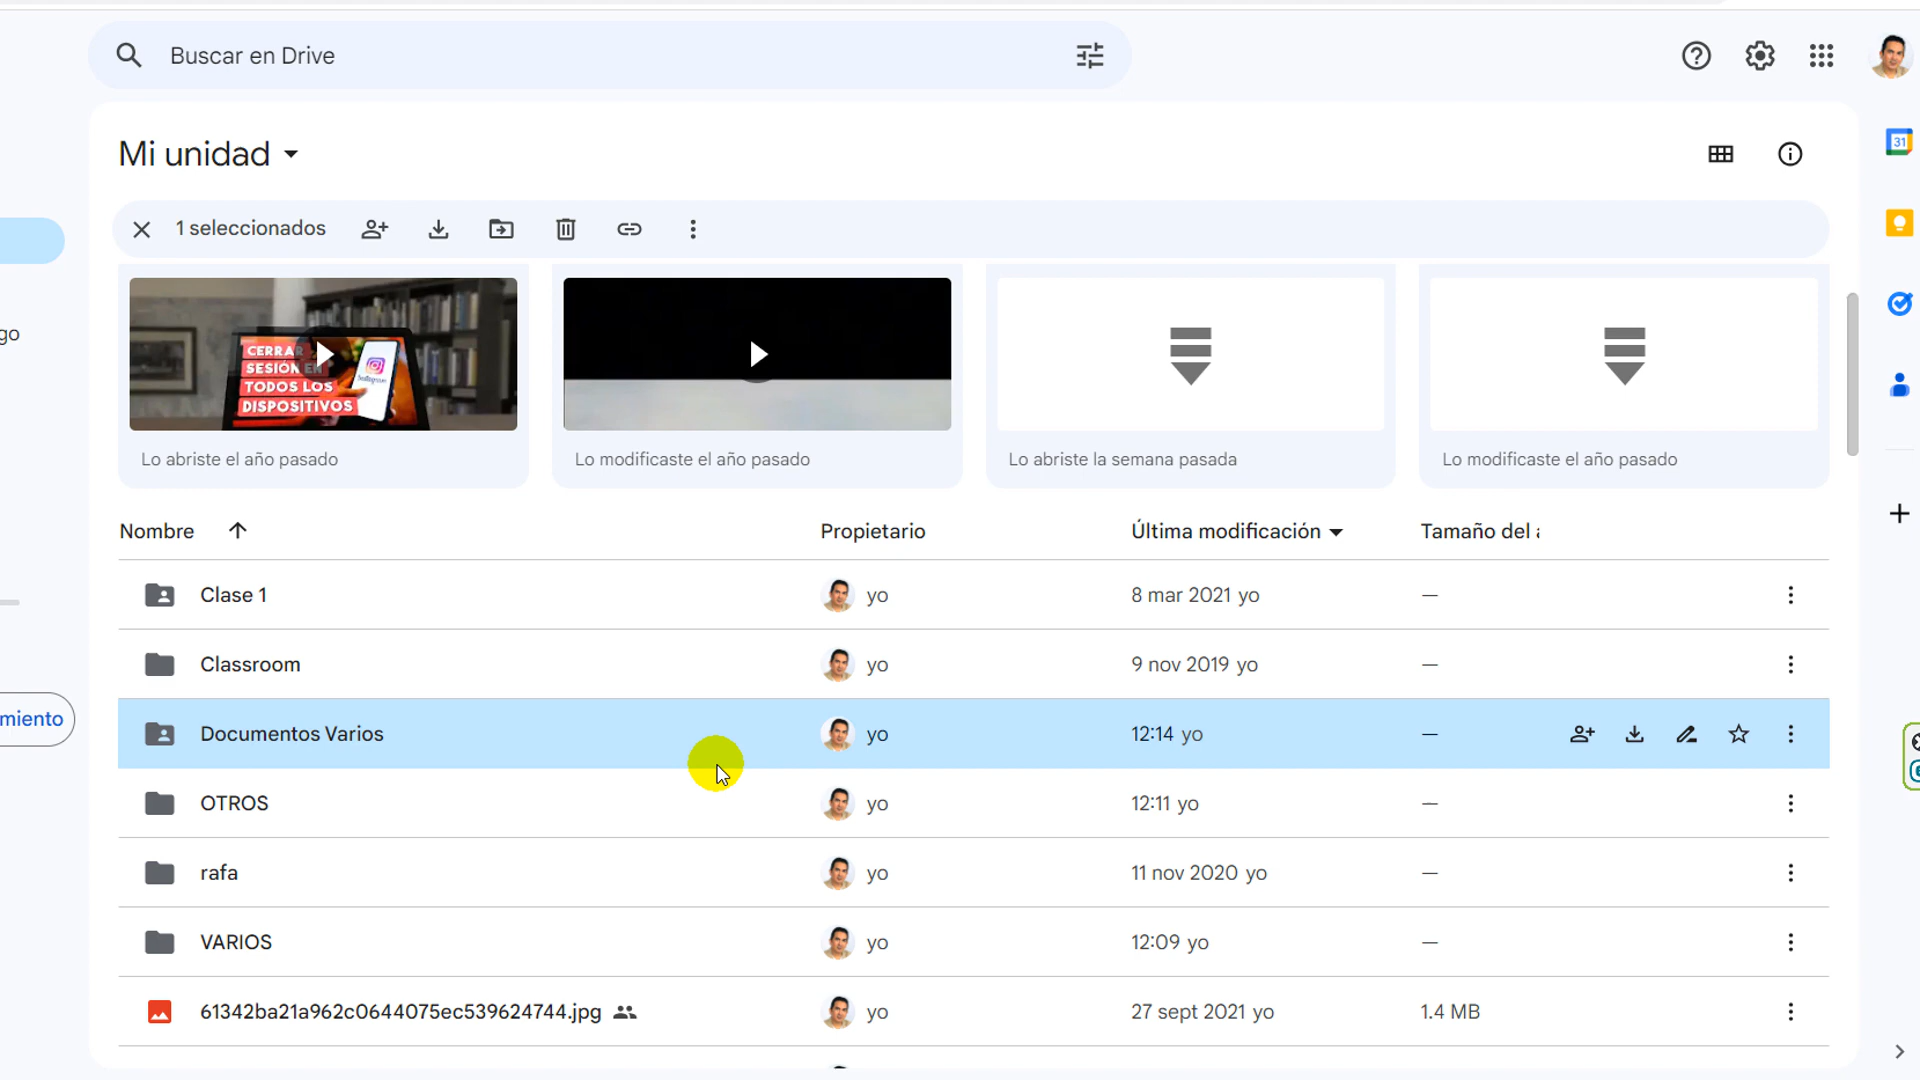 Buscar en Drive
Mi unidad
31
1 seleccionados
CERRAR
SESIÓN EN
TODOS LOS
DISPOSITIVOS
Instagram
Lo abriste el año pasado
Lo modificaste el año pasado
Lo abriste la semana pasada
Lo modificaste el año pasado
go
Nombre Propietario Última modificación Tamaño del a
Clase 1 yo 8 mar 2021 yo —
Classroom yo 9 nov 2019 yo —
miento
Documentos Varios yo 12:14 yo —
OTROS yo 12:11 yo —
rafa yo 11 nov 2020 yo —
VARIOS yo 12:09 yo —
61342ba21a962c0644075ec539624744.jpg yo 27 sept 2021 yo 1.4 MB